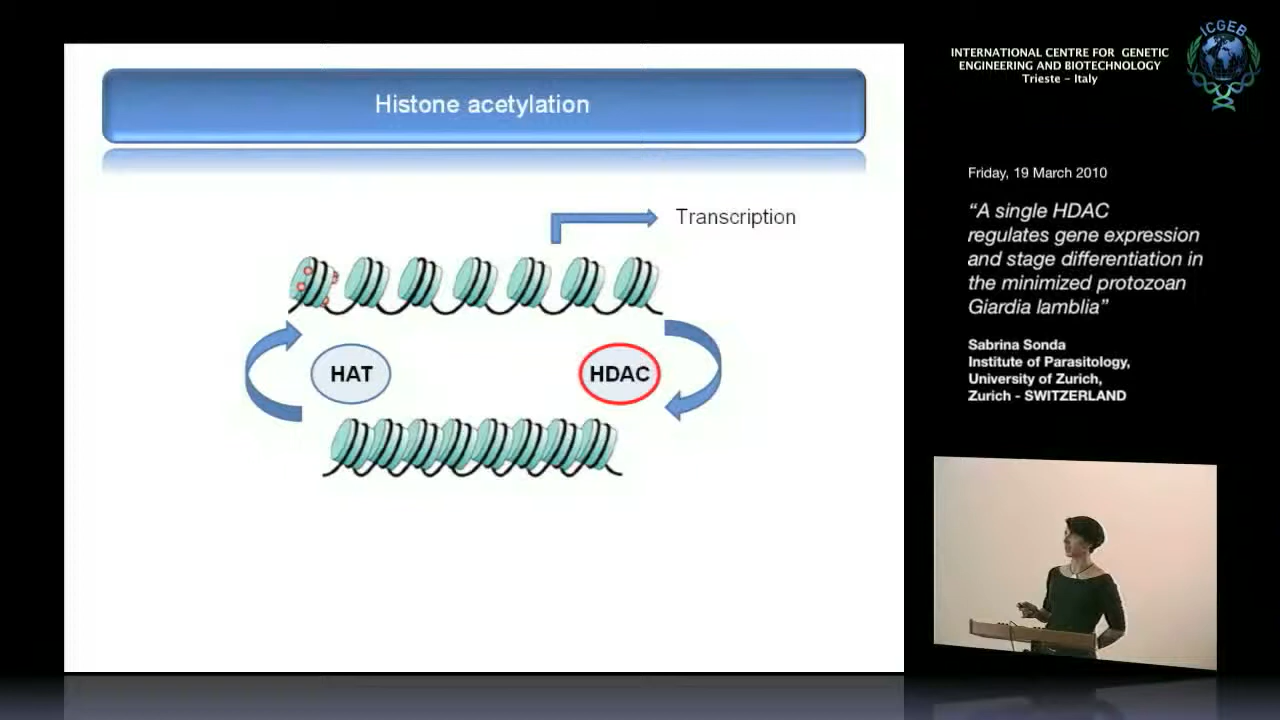 Histone acetylation
Transcription
HAT
HDAC
ICGEB
INTERNATIONAL CENTRE FOR GENETIC
ENGINEERING AND BIOTECHNOLOGY
Trieste – Italy
Friday, 19 March 2010
“A single HDAC
regulates gene expression
and stage differentiation in
the minimized protozoan
Giardia lamblia”
Sabrina Sonda
Institute of Parasitology,
University of Zurich,
Zurich - SWITZERLAND